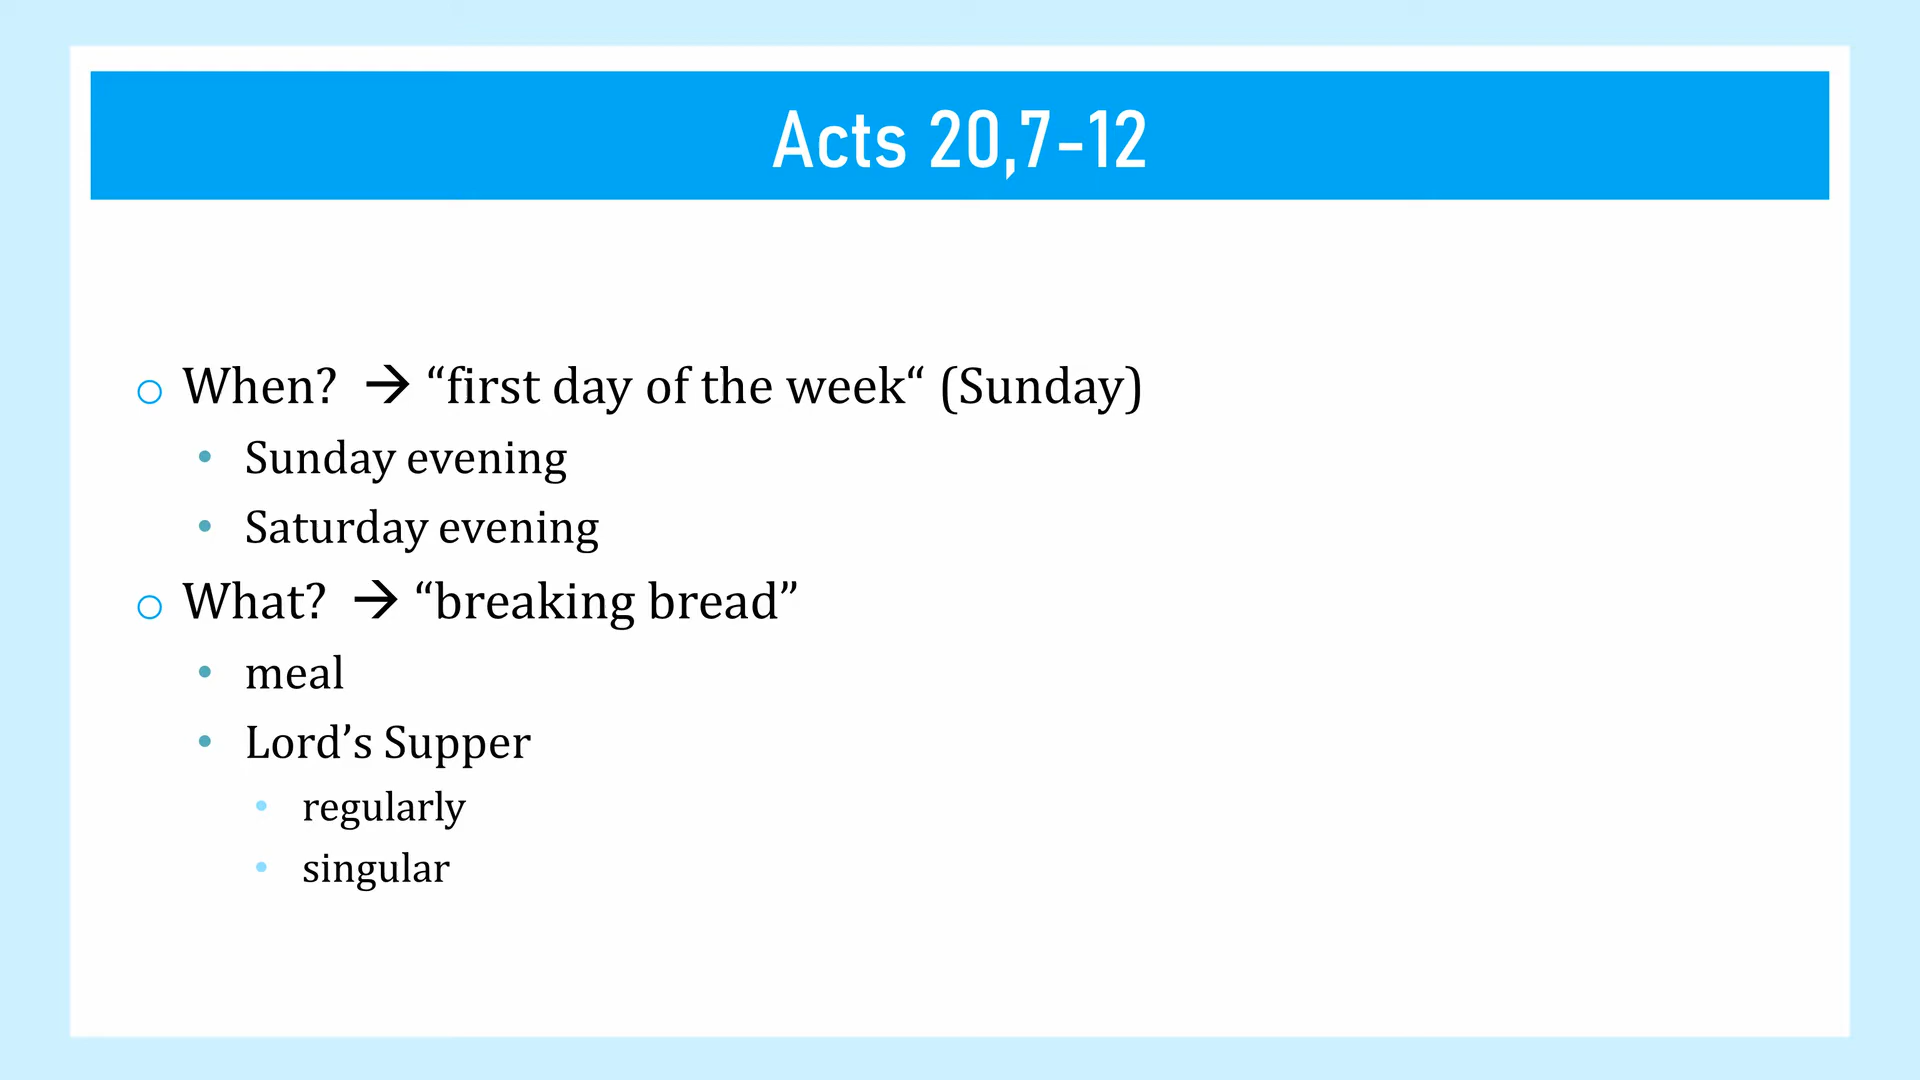 Acts 20,7-12
○ When? → “first day of the week“ (Sunday)
• Sunday evening
• Saturday evening
○ What? → “breaking bread”
• meal
• Lord’s Supper
• regularly
• singular